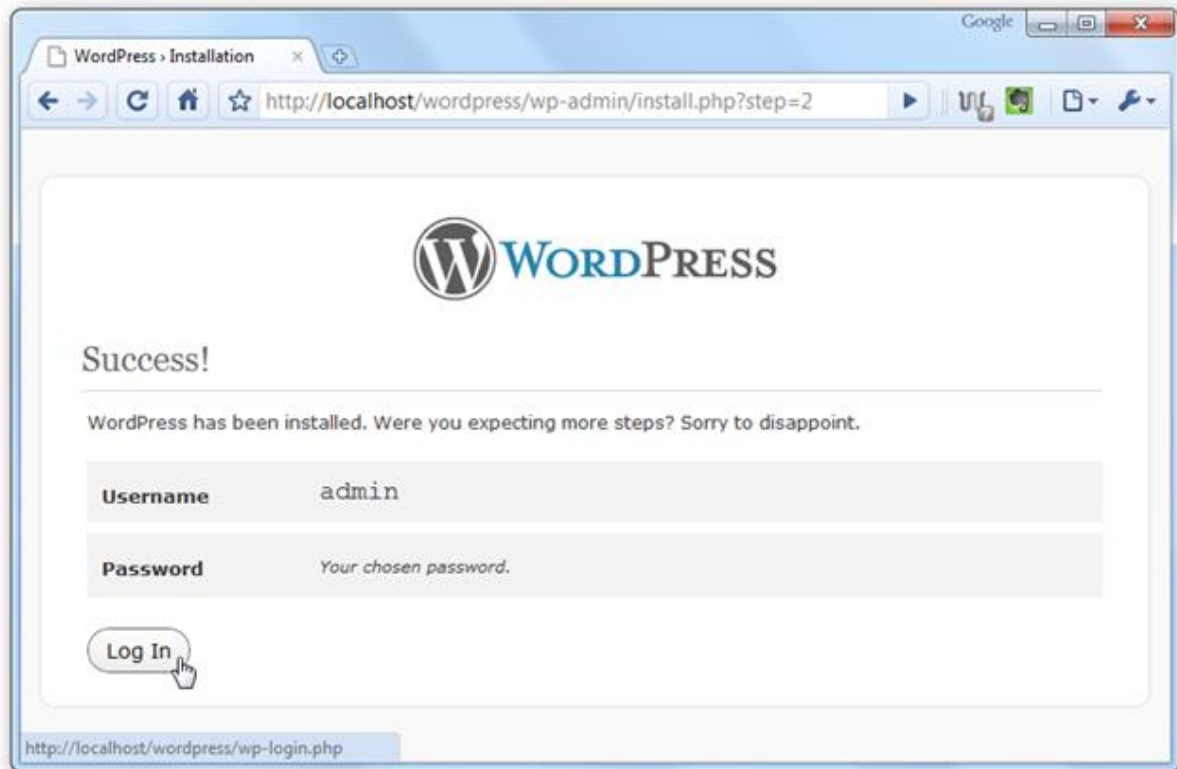 Google
WordPress › Installation
http://localhost/wordpress/wp-admin/install.php?step=2
WORDPRESS
Success!
WordPress has been installed. Were you expecting more steps? Sorry to disappoint.
Username admin
Password Your chosen password.
Log In
http://localhost/wordpress/wp-login.php